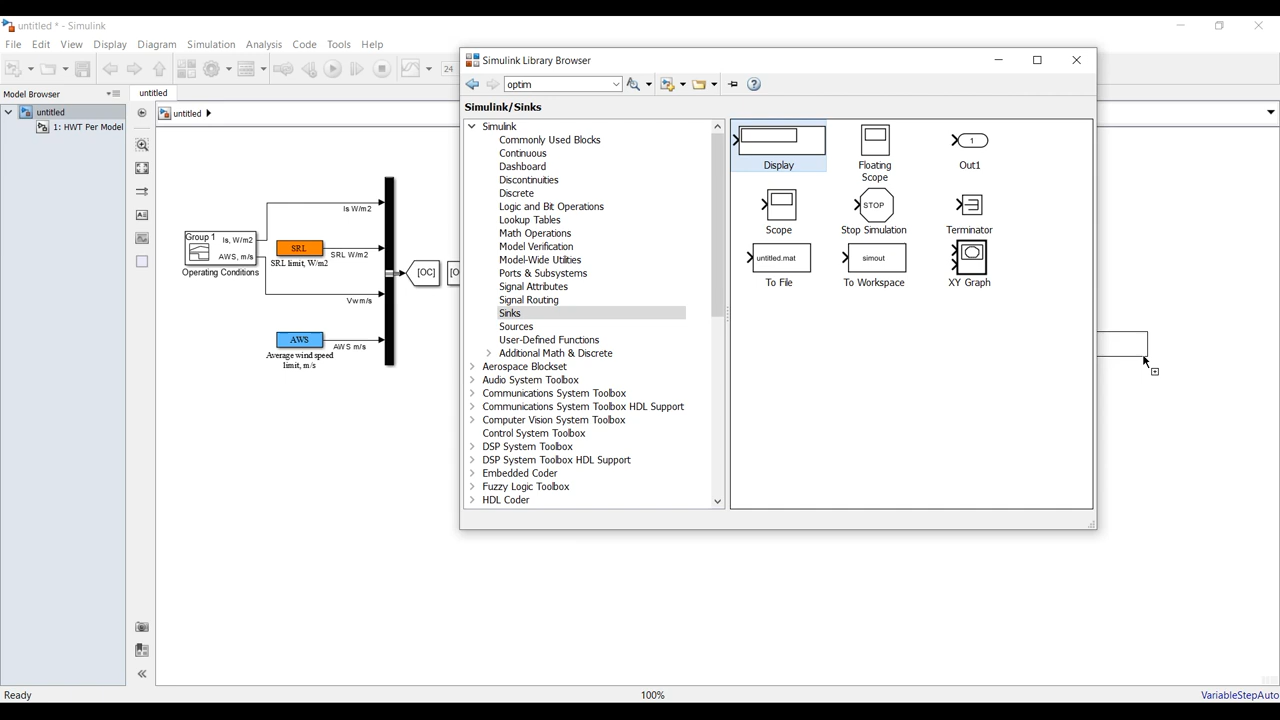 untitled * - Simulink
File Edit View Display Diagram Simulation Analysis Code Tools Help
24
Model Browser
untitled
1: HWT Per Model
untitled
untitled
Group 1
Is, W/m2
AWS, m/s
Operating Conditions
SRL
SRL limit, W/m2
AWS
Average wind speed
limit, m/s
Is W/m2
SRL W/m2
Vw m/s
AWS m/s
[OC]
Simulink Library Browser
optim
Simulink/Sinks
Simulink
Commonly Used Blocks
Continuous
Dashboard
Discontinuities
Discrete
Logic and Bit Operations
Lookup Tables
Math Operations
Model Verification
Model-Wide Utilities
Ports & Subsystems
Signal Attributes
Signal Routing
Sinks
Sources
User-Defined Functions
Additional Math & Discrete
Aerospace Blockset
Audio System Toolbox
Communications System Toolbox
Communications System Toolbox HDL Support
Computer Vision System Toolbox
Control System Toolbox
DSP System Toolbox
DSP System Toolbox HDL Support
Embedded Coder
Fuzzy Logic Toolbox
HDL Coder
Display
Floating
Scope
1
Out1
Scope
STOP
Stop Simulation
Terminator
untitled.mat
To File
simout
To Workspace
XY Graph
Ready
100%
VariableStepAuto